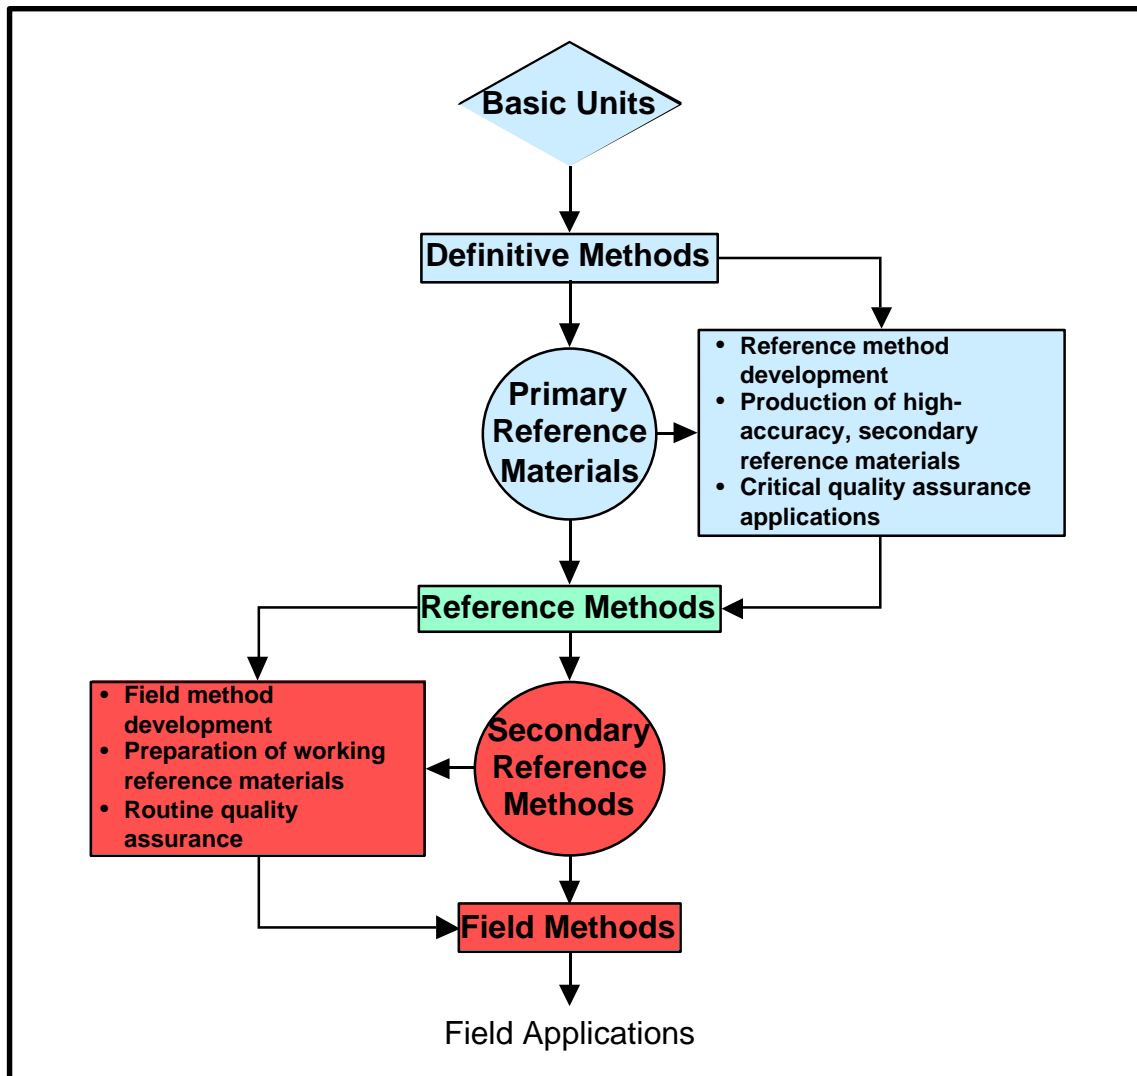 Basic Units
Definitive Methods
• Reference method
development
• Production of high-
accuracy, secondary
reference materials
• Critical quality assurance
applications
Primary
Reference
Materials
Reference Methods
• Field method
development
• Preparation of working
reference materials
• Routine quality
assurance
Secondary
Reference
Methods
Field Methods
Field Applications